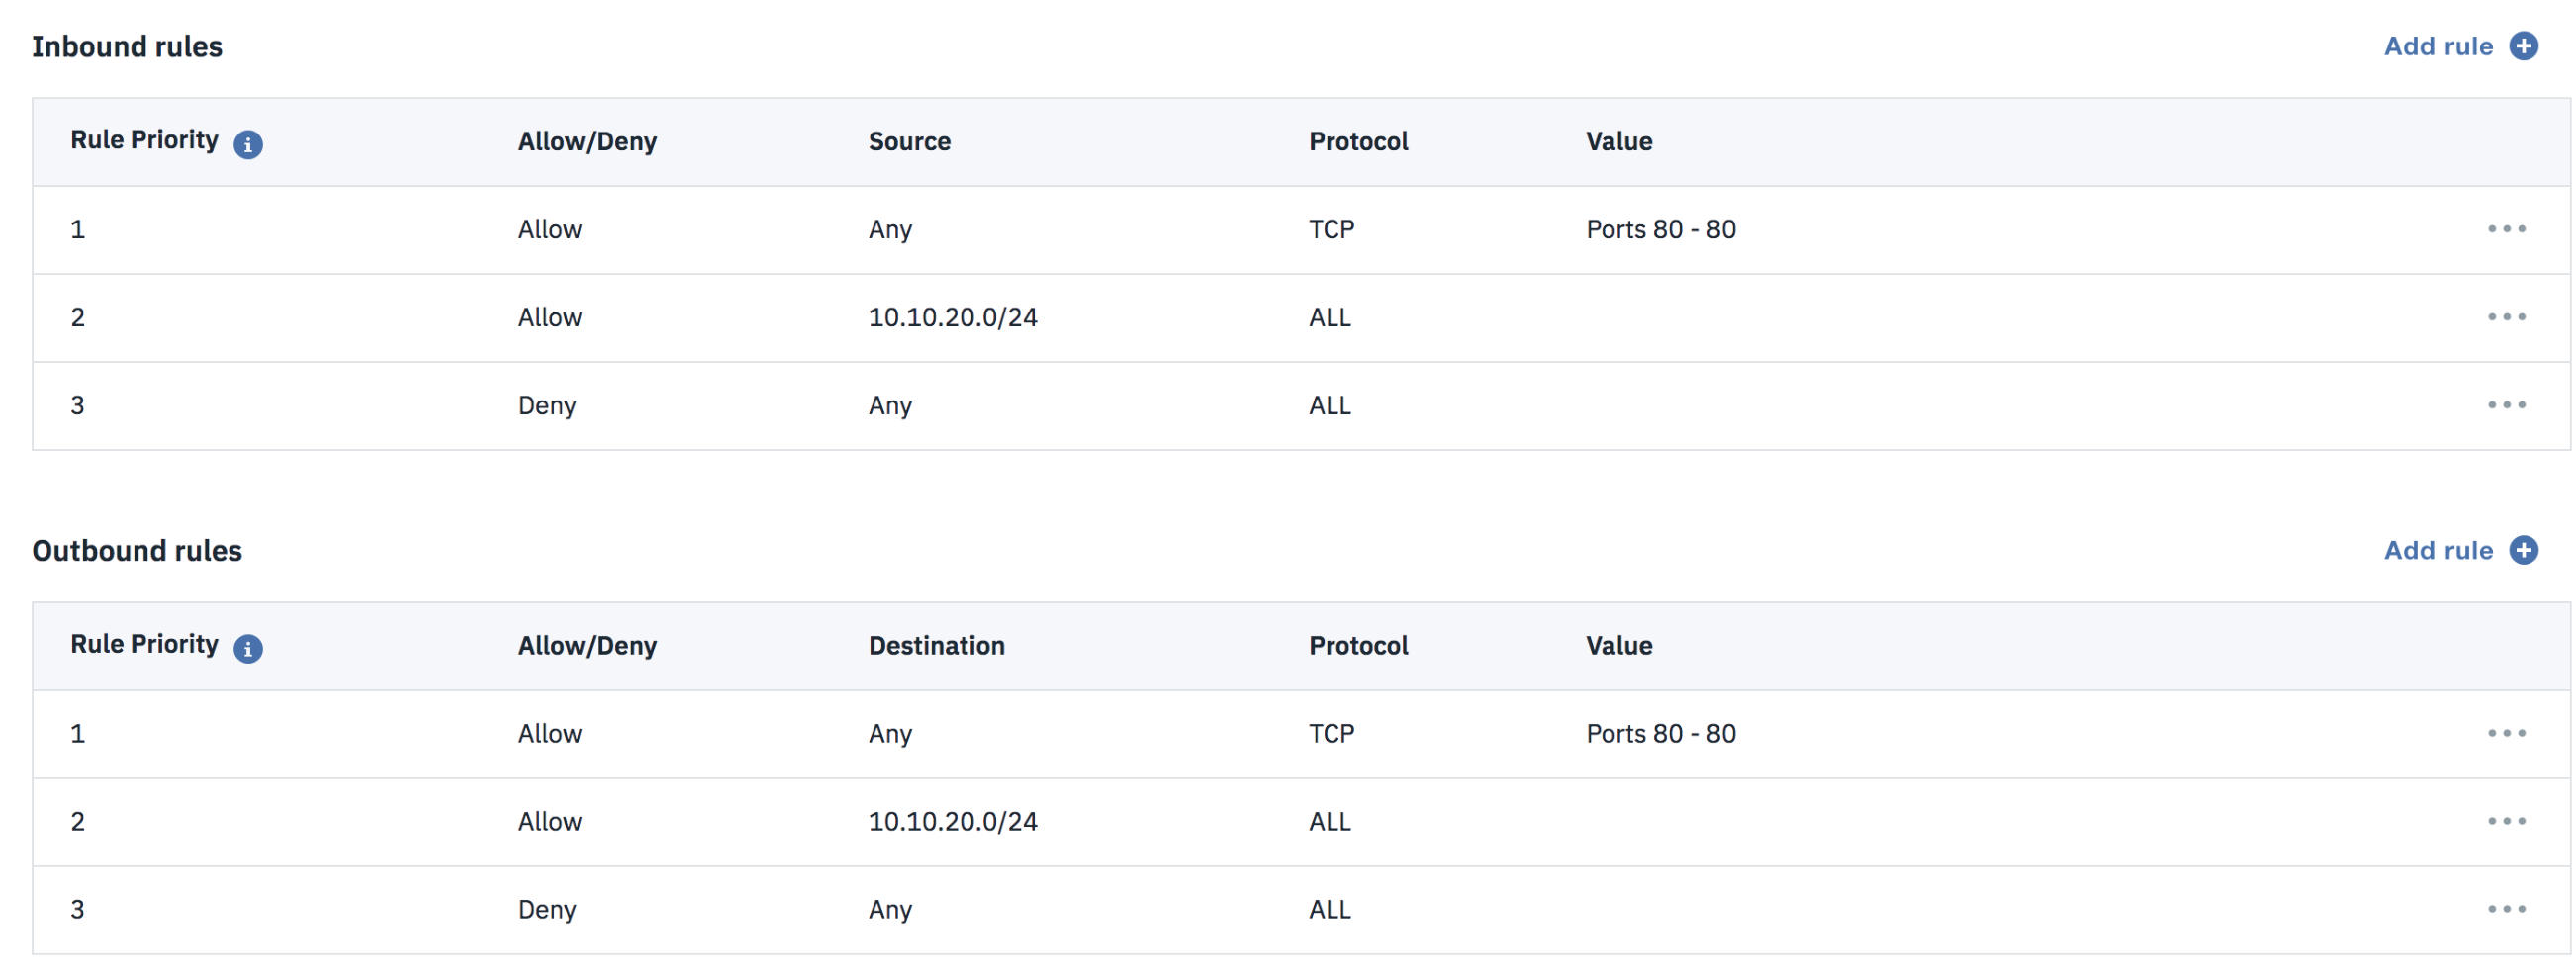 Inbound rules Add rule
Rule Priority Allow/Deny Source Protocol Value
1 Allow Any TCP Ports 80 - 80
2 Allow 10.10.20.0/24 ALL
3 Deny Any ALL
Outbound rules Add rule
Rule Priority Allow/Deny Destination Protocol Value
1 Allow Any TCP Ports 80 - 80
2 Allow 10.10.20.0/24 ALL
3 Deny Any ALL